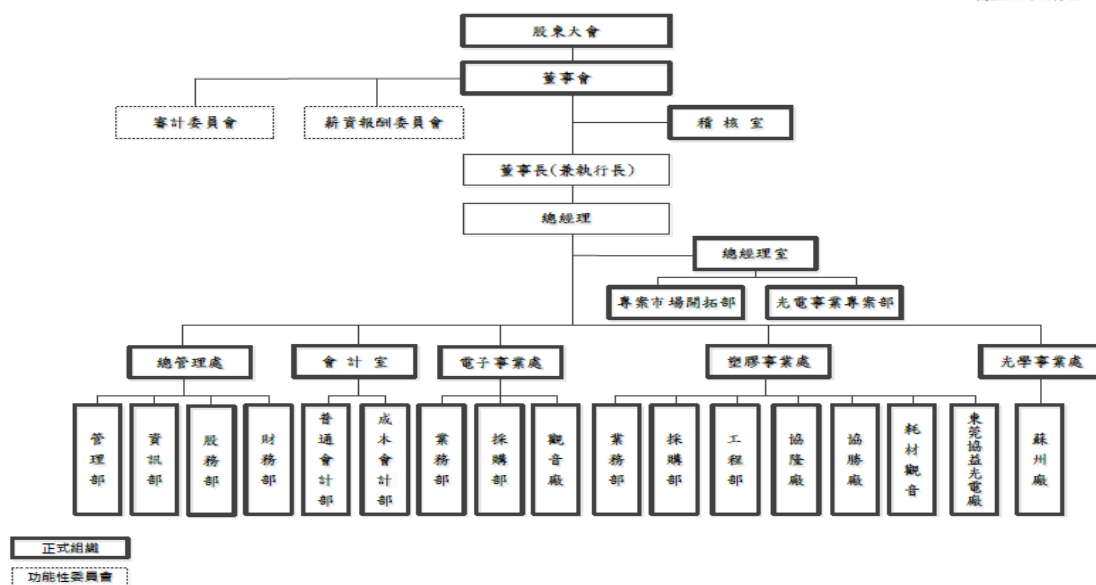 股東大會
董事會
審計委員會
薪資報酬委員會
稽核室
董事長(兼執行長)
總經理
總經理室
專案市場開拓部
光電事業專案部
總管理處
會計室
電子事業處
塑膠事業處
光學事業處
管理部
資訊部
股務部
財務部
普通會計部
成本會計部
業務部
採購部
觀音廠
業務部
採購部
工程部
協隆廠
協勝廠
耗材觀音
東莞協益光電廠
蘇州廠
正式組織
功能性委員會